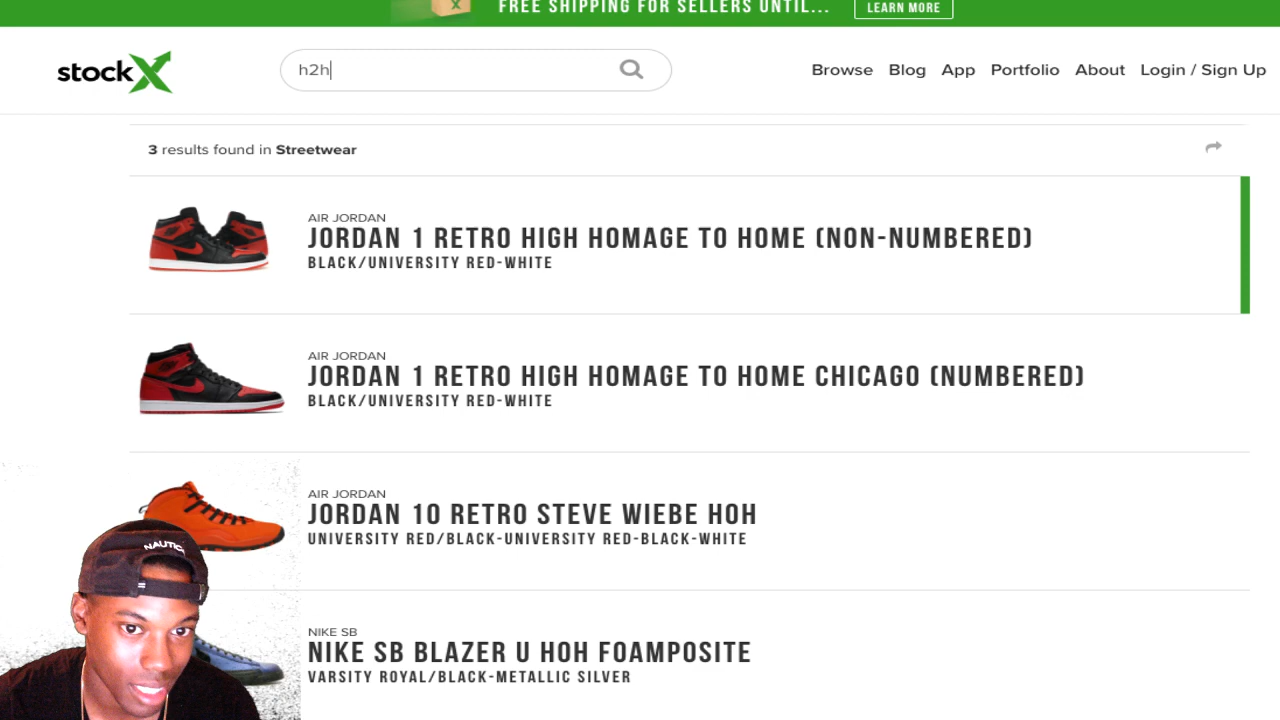 FREE SHIPPING FOR SELLERS UNTIL...
LEARN MORE
stockX
h2h
Browse Blog App Portfolio About Login / Sign Up
3 results found in Streetwear
AIR JORDAN
JORDAN 1 RETRO HIGH HOMAGE TO HOME (NON-NUMBERED)
BLACK/UNIVERSITY RED-WHITE
AIR JORDAN
JORDAN 1 RETRO HIGH HOMAGE TO HOME CHICAGO (NUMBERED)
BLACK/UNIVERSITY RED-WHITE
AIR JORDAN
JORDAN 10 RETRO STEVE WIEBE HOH
UNIVERSITY RED/BLACK-UNIVERSITY RED-BLACK-WHITE
NIKE SB
NIKE SB BLAZER U HOH FOAMPOSITE
VARSITY ROYAL/BLACK-METALLIC SILVER
NAUTICA